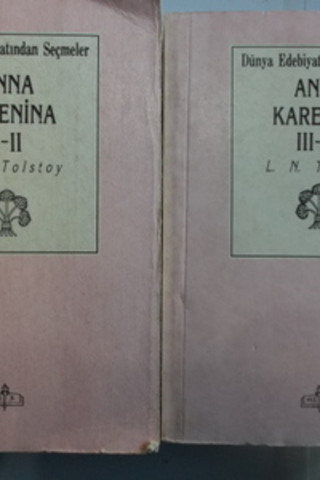 atından Seçmeler
NNA
ENINA
-II
Tolstoy
Dünya Edebiyat
AN
KARE
III-
L. N. T